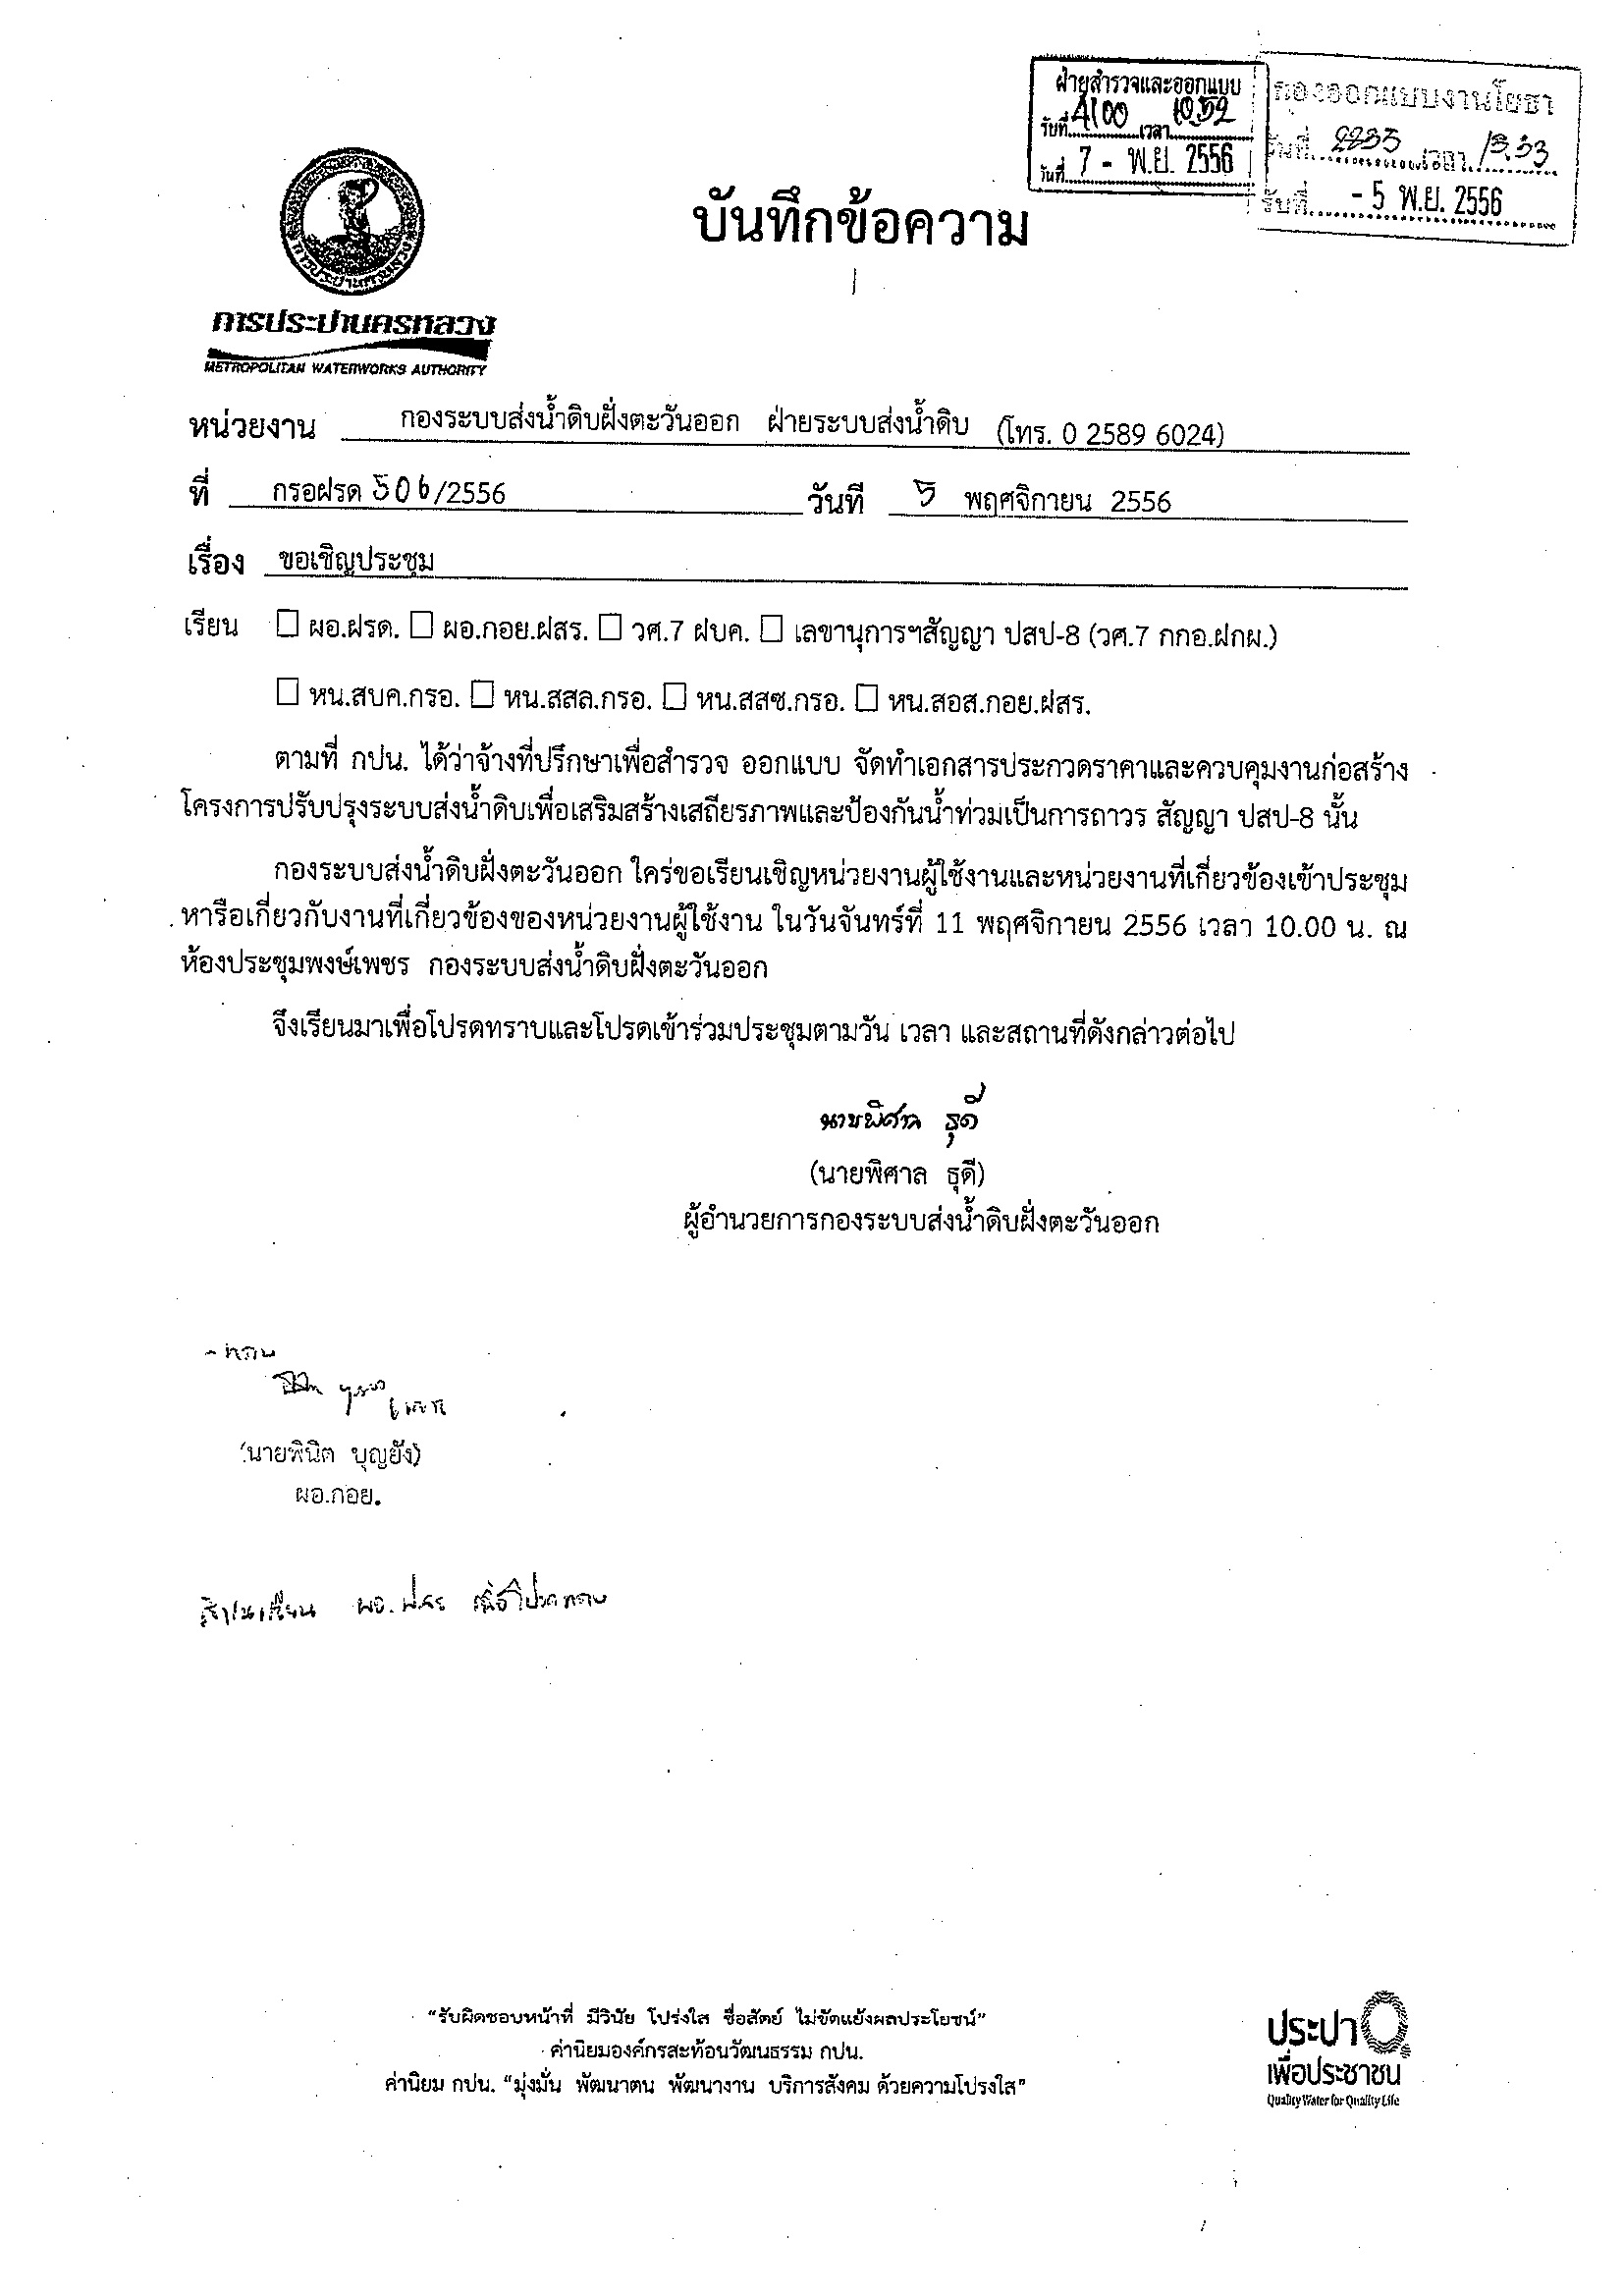 ฝ่ายสำรวจและออกแบบ
รับที่ 4100 เวลา 10.52
วันที่ 7 - พ.ย. 2556
กองออกแบบงานโยธา
วันที่ 2235 เวลา 13.33
รับที่ - 5 พ.ย. 2556
บันทึกข้อความ
การประปานครหลวง
METROPOLITAN WATERWORKS AUTHORITY
หน่วยงาน กองระบบส่งน้ำดิบฝั่งตะวันออก ฝ่ายระบบส่งน้ำดิบ (โทร. 0 2589 6024)
ที่ กรอฝรด 506/2556 วันที่ 5 พฤศจิกายน 2556
เรื่อง ขอเชิญประชุม
เรียน ☐ ผอ.ฝรด. ☐ ผอ.กอย.ฝสร. ☐ วศ.7 ฝบค. ☐ เลขานุการฯสัญญา ปสป-8 (วศ.7 กกอ.ฝกผ.)
☐ หน.สบค.กรอ. ☐ หน.สสล.กรอ. ☐ หน.สสซ.กรอ. ☐ หน.สอส.กอย.ฝสร.
ตามที่ กปน. ได้ว่าจ้างที่ปรึกษาเพื่อสำรวจ ออกแบบ จัดทำเอกสารประกวดราคาและควบคุมงานก่อสร้าง
โครงการปรับปรุงระบบส่งน้ำดิบเพื่อเสริมสร้างเสถียรภาพและป้องกันน้ำท่วมเป็นการถาวร สัญญา ปสป-8 นั้น
กองระบบส่งน้ำดิบฝั่งตะวันออก ใคร่ขอเรียนเชิญหน่วยงานผู้ใช้งานและหน่วยงานที่เกี่ยวข้องเข้าประชุม
หารือเกี่ยวกับงานที่เกี่ยวข้องของหน่วยงานผู้ใช้งาน ในวันจันทร์ที่ 11 พฤศจิกายน 2556 เวลา 10.00 น. ณ
ห้องประชุมพงษ์เพชร กองระบบส่งน้ำดิบฝั่งตะวันออก
จึงเรียนมาเพื่อโปรดทราบและโปรดเข้าร่วมประชุมตามวัน เวลา และสถานที่ดังกล่าวต่อไป
นายพิศาล ธุดี
(นายพิศาล ธุดี)
ผู้อำนวยการกองระบบส่งน้ำดิบฝั่งตะวันออก
- ทราบ
(นายพินิต บุญยัง)
ผอ.กอย.
สำเนาเรียน ผอ.ฝสร เพื่อโปรดทราบ
“รับผิดชอบหน้าที่ มีวินัย โปร่งใส ซื่อสัตย์ ไม่ขัดแย้งผลประโยชน์”
ค่านิยมองค์กรสะท้อนวัฒนธรรม กปน.
ค่านิยม กปน. “มุ่งมั่น พัฒนาตน พัฒนางาน บริการสังคม ด้วยความโปร่งใส”
ประปา
เพื่อประชาชน
Quality Water for Quality Life